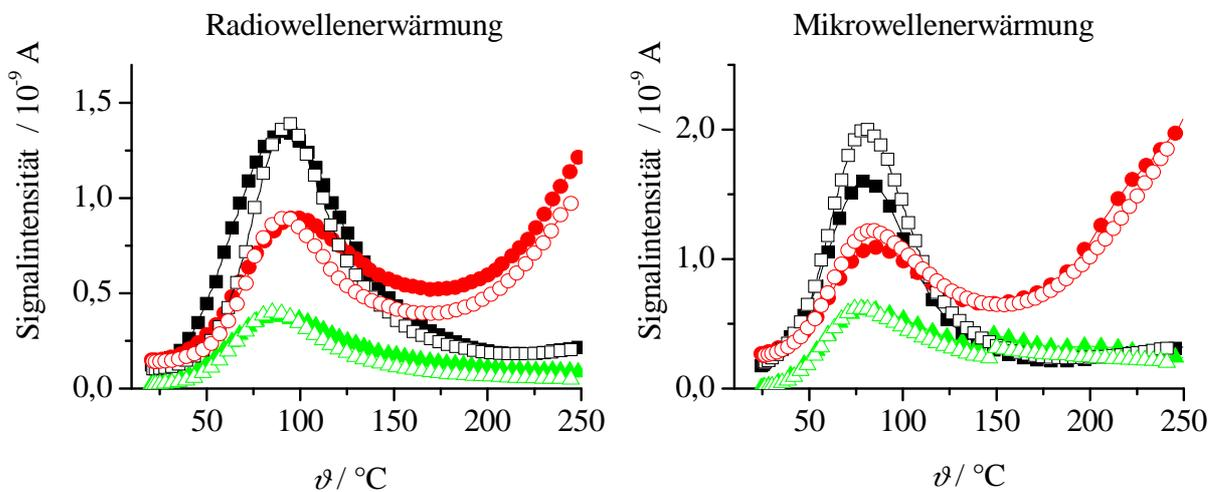 Radiowellenerwärmung
Signalintensität / 10⁻⁹ A
1,5
1,0
0,5
0,0
50 100 150 200 250
ϑ / °C
Mikrowellenerwärmung
Signalintensität / 10⁻⁹ A
2,0
1,0
0,0
50 100 150 200 250
ϑ / °C